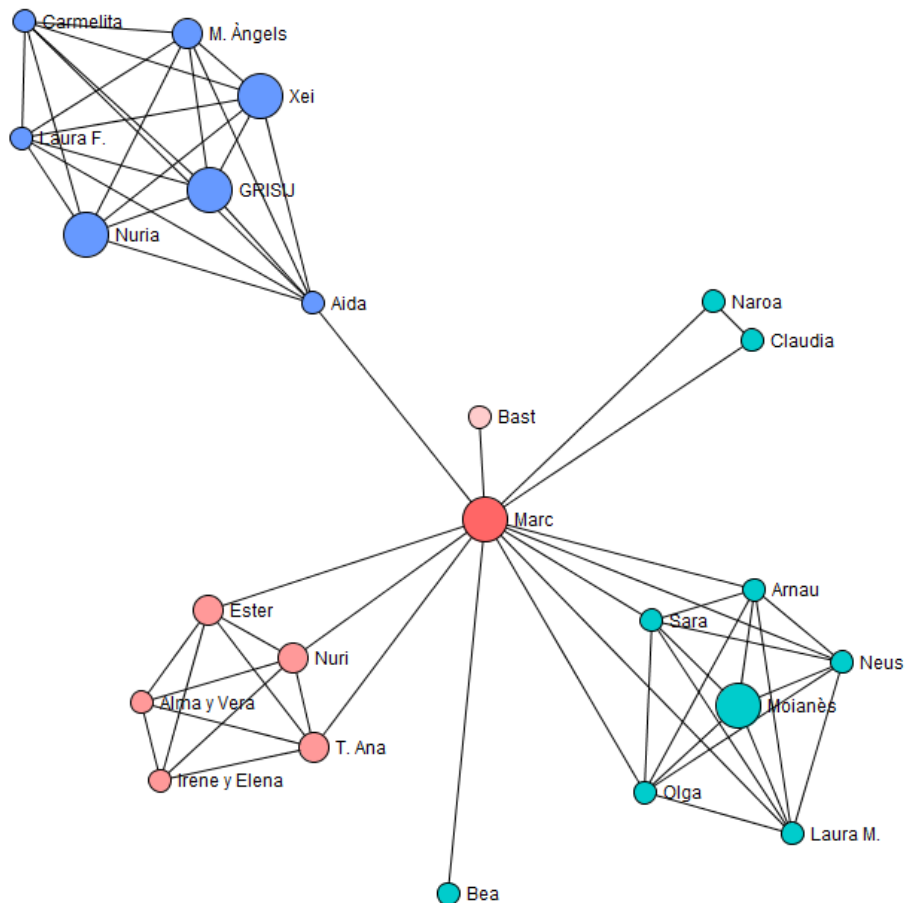 Carmelita
M. Àngels
Xei
Laura F.
GRISIJ
Nuria
Aida
Naroa
Claudia
Bast
Marc
Arnau
Ester
Sara
Nuri
Neus
Alma y Vera
Moianès
T. Ana
Irene y Elena
Olga
Laura M.
Bea